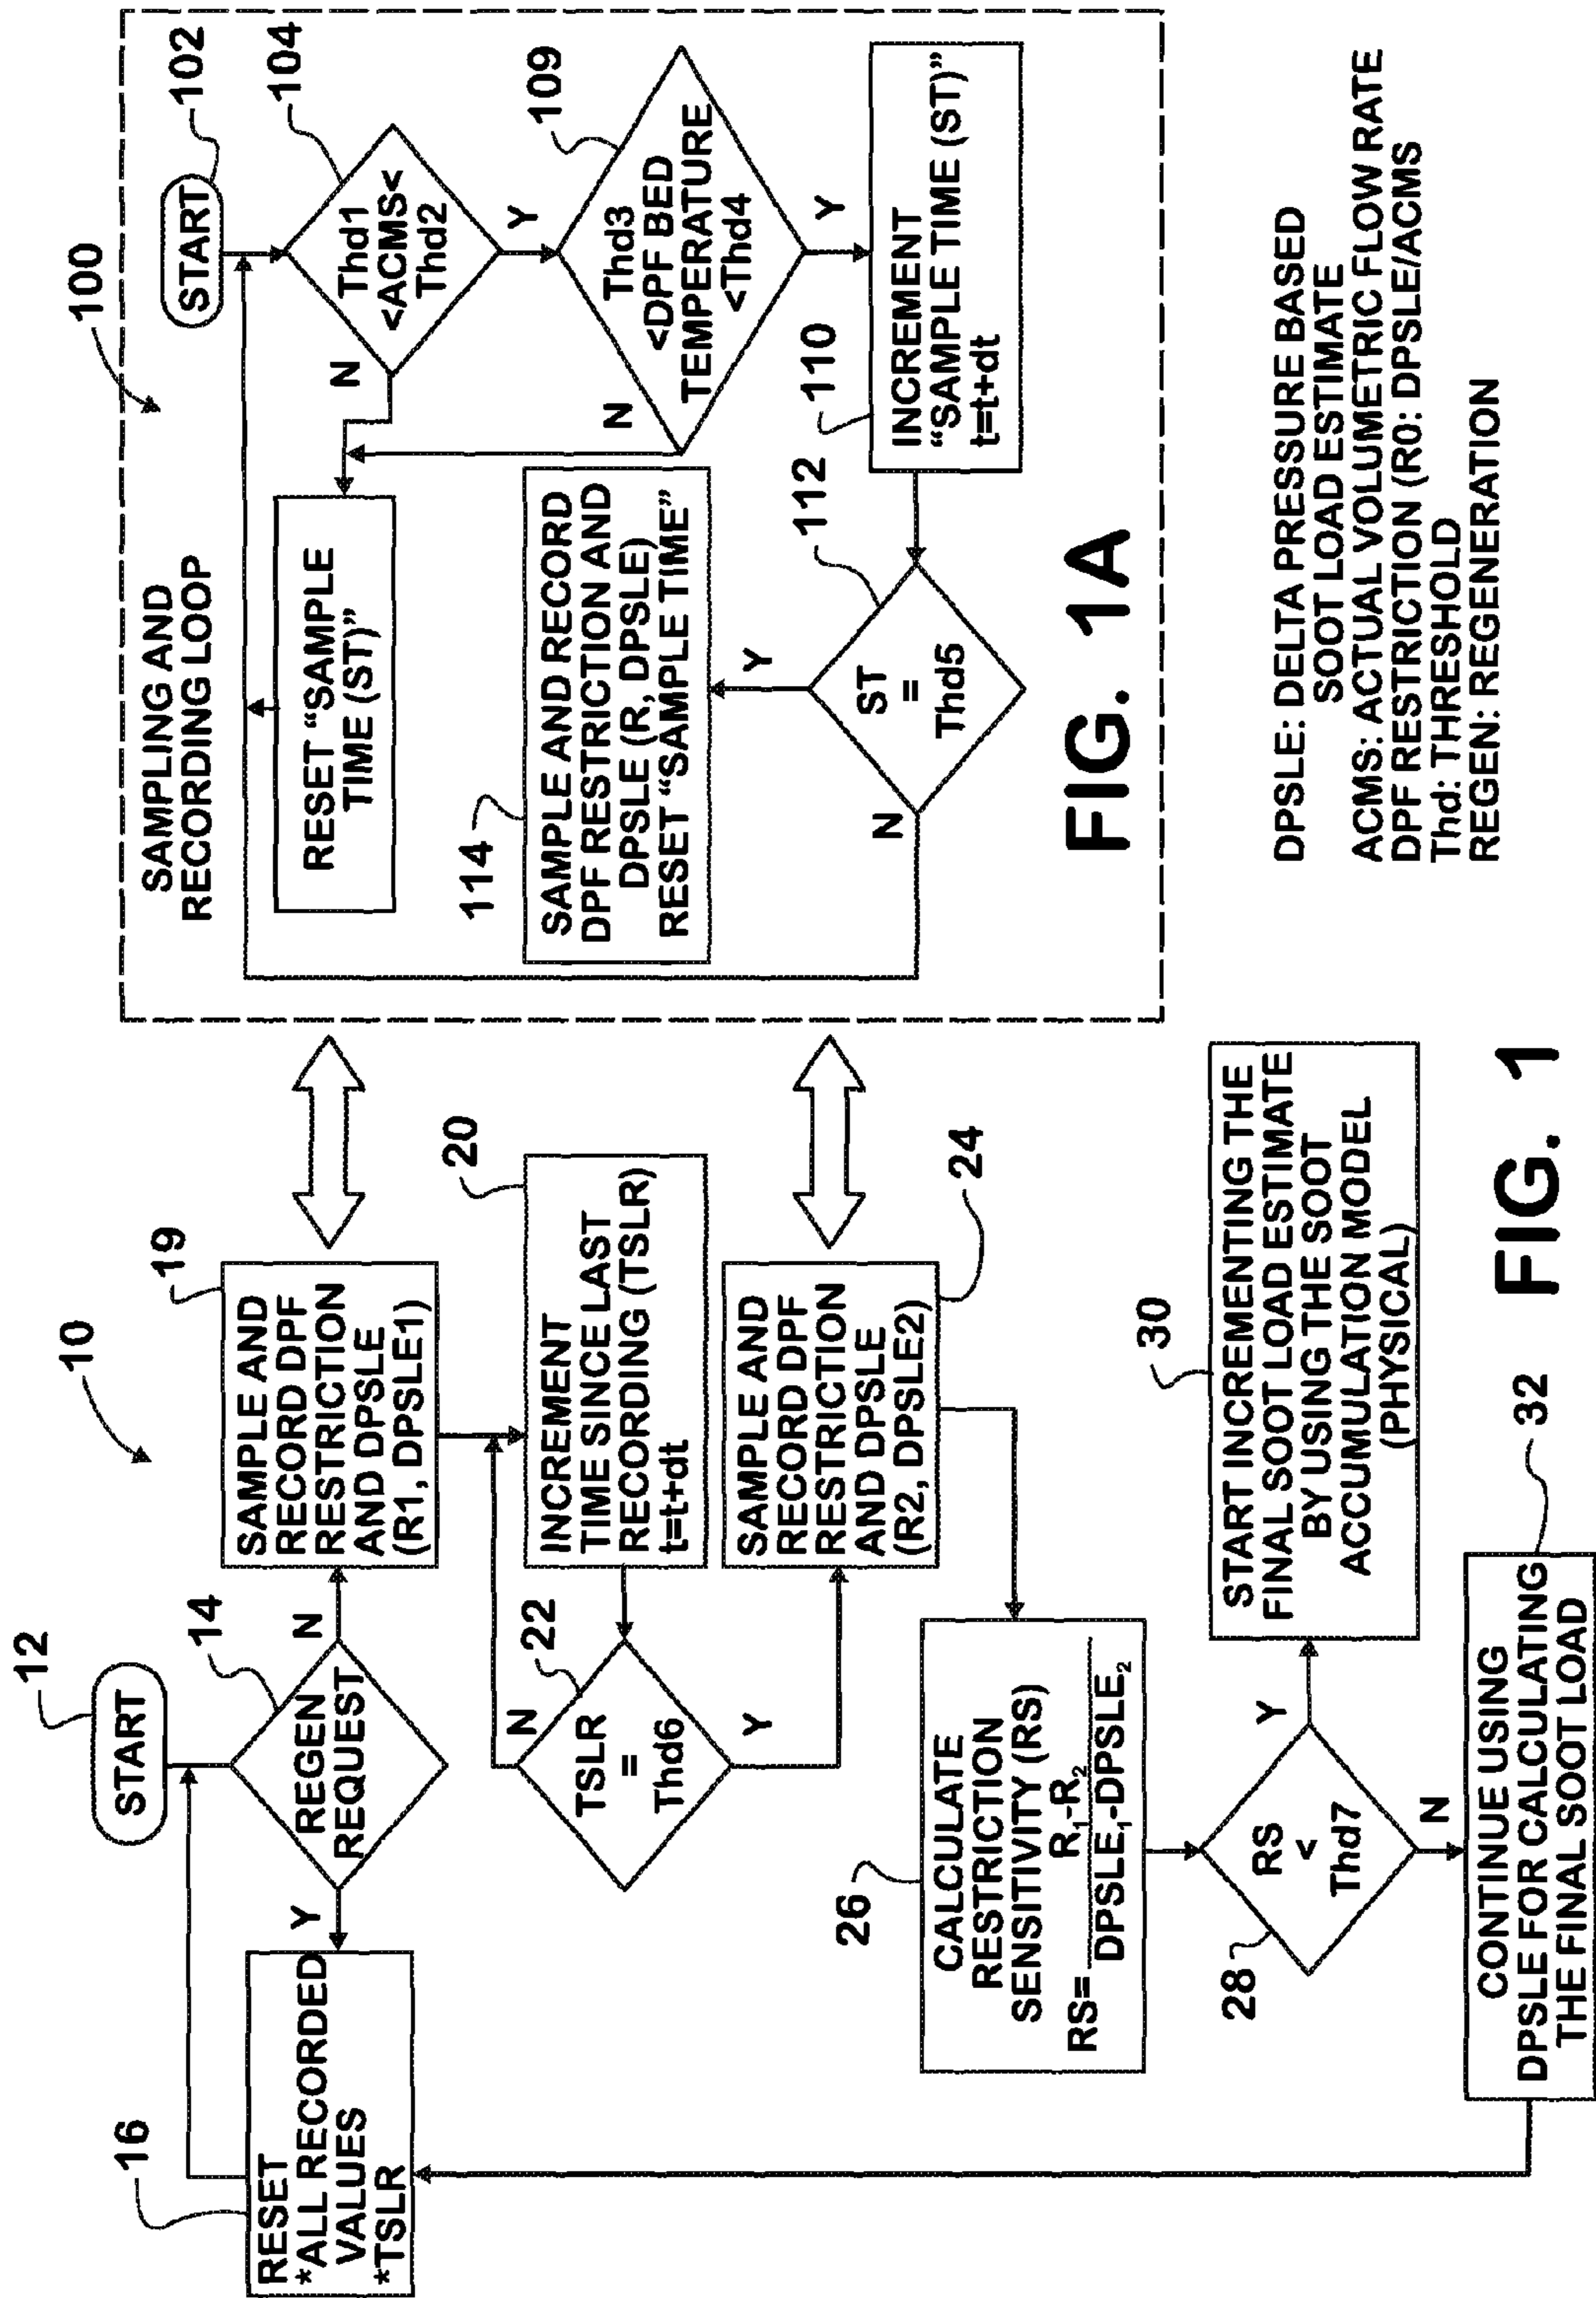 10
12
START
14
REGEN
REQUEST
Y
N
16
RESET
*ALL RECORDED
VALUES
*TSLR
19
SAMPLE AND
RECORD DPF
RESTRICTION
AND DPSLE
(R1, DPSLE1)
20
INCREMENT
TIME SINCE LAST
RECORDING (TSLR)
t=t+dt
22
TSLR
=
Thd6
N
Y
24
SAMPLE AND
RECORD DPF
RESTRICTION
AND DPSLE
(R2, DPSLE2)
26
CALCULATE
RESTRICTION
SENSITIVITY (RS)
RS=
R₁-R₂
DPSLE₁-DPSLE₂
28
RS
<
Thd7
Y
N
30
START INCREMENTING THE
FINAL SOOT LOAD ESTIMATE
BY USING THE SOOT
ACCUMULATION MODEL
(PHYSICAL)
32
CONTINUE USING
DPSLE FOR CALCULATING
THE FINAL SOOT LOAD
FIG. 1
SAMPLING AND
RECORDING LOOP
100
START
102
104
Thd1
<ACMS<
Thd2
N
Y
RESET “SAMPLE
TIME (ST)”
109
Thd3
<DPF BED
TEMPERATURE
<Thd4
N
Y
110
INCREMENT
“SAMPLE TIME (ST)”
t=t+dt
112
ST
=
Thd5
Y
N
114
SAMPLE AND RECORD
DPF RESTRICTION AND
DPSLE (R, DPSLE)
RESET “SAMPLE TIME”
FIG. 1A
DPSLE: DELTA PRESSURE BASED
SOOT LOAD ESTIMATE
ACMS: ACTUAL VOLUMETRIC FLOW RATE
DPF RESTRICTION (R0: DPSLE/ACMS
Thd: THRESHOLD
REGEN: REGENERATION